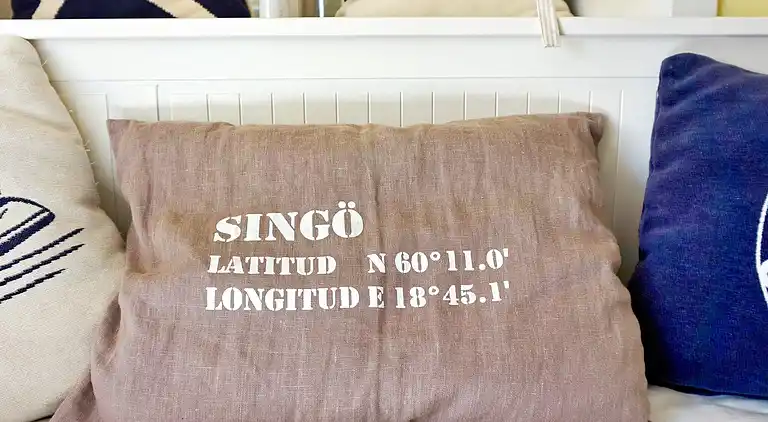 SINGÖ
LATITUD N 60°11.0'
LONGITUD E 18°45.1'